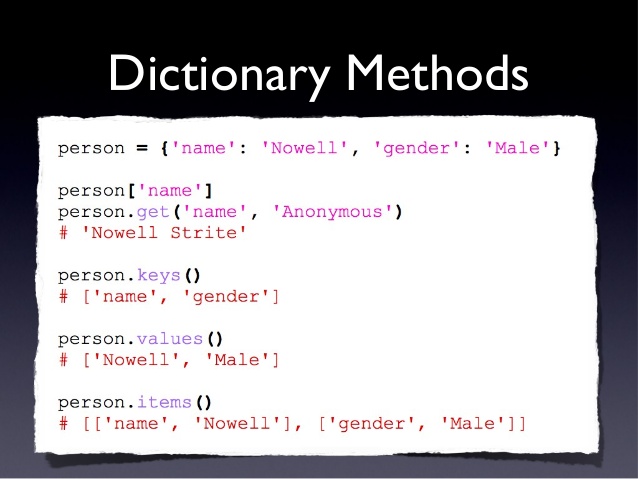 Dictionary Methods
person = {'name': 'Nowell', 'gender': 'Male'}
person['name']
person.get('name', 'Anonymous')
# 'Nowell Strite'
person.keys()
# ['name', 'gender']
person.values()
# ['Nowell', 'Male']
person.items()
# [['name', 'Nowell'], ['gender', 'Male']]